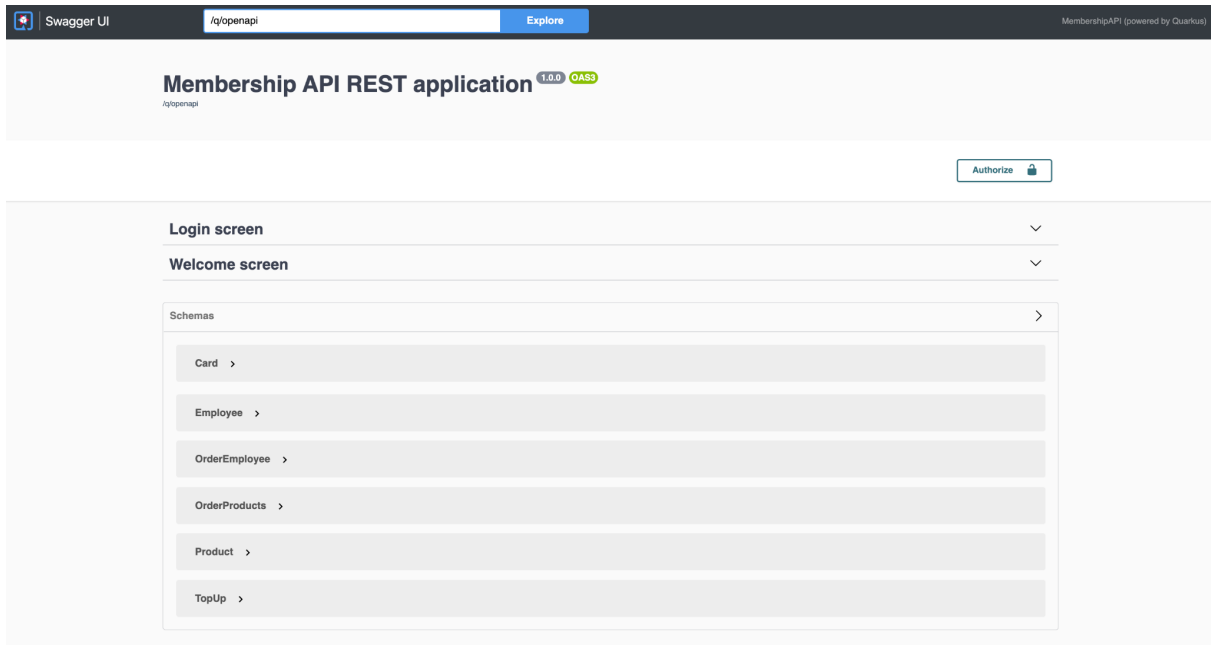 Swagger UI
/q/openapi
Explore
MembershipAPI (powered by Quarkus)
Membership API REST application 1.0.0 OAS3
/q/openapi
Authorize
Login screen
Welcome screen
Schemas
Card
Employee
OrderEmployee
OrderProducts
Product
TopUp